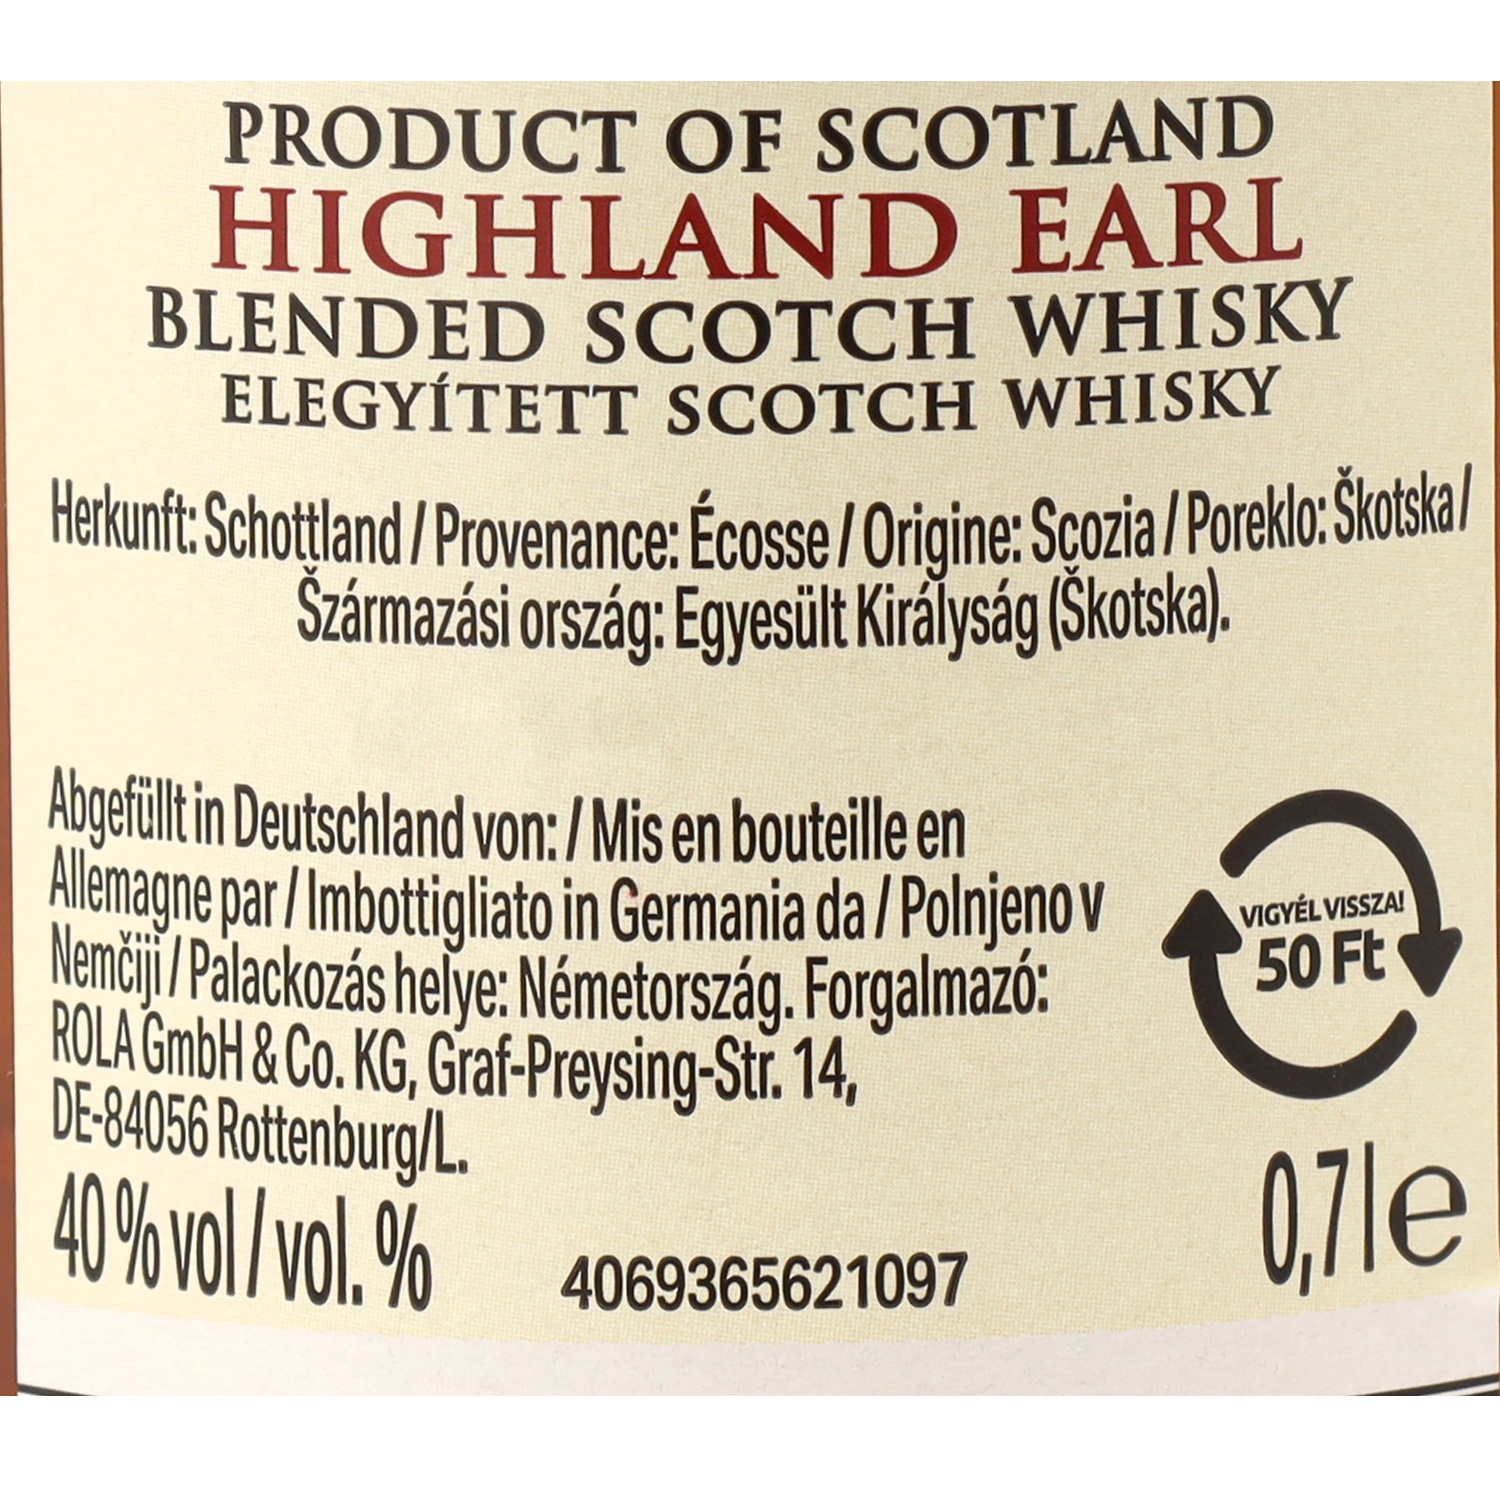 PRODUCT OF SCOTLAND
HIGHLAND EARL
BLENDED SCOTCH WHISKY
ELEGYÍTETT SCOTCH WHISKY
Herkunft: Schottland / Provenance: Écosse / Origine: Scozia / Poreklo: Škotska /
Származási ország: Egyesült Királyság (Škotska).
Abgefüllt in Deutschland von: / Mis en bouteille en
Allemagne par / Imbottigliato in Germania da / Polnjeno v
Nemčiji / Palackozás helye: Németország. Forgalmazó:
ROLA GmbH & Co. KG, Graf-Preysing-Str. 14,
DE-84056 Rottenburg/L.
VIGYÉL VISSZA!
50 Ft
40 % vol / vol. %
4069365621097
0,7 l e